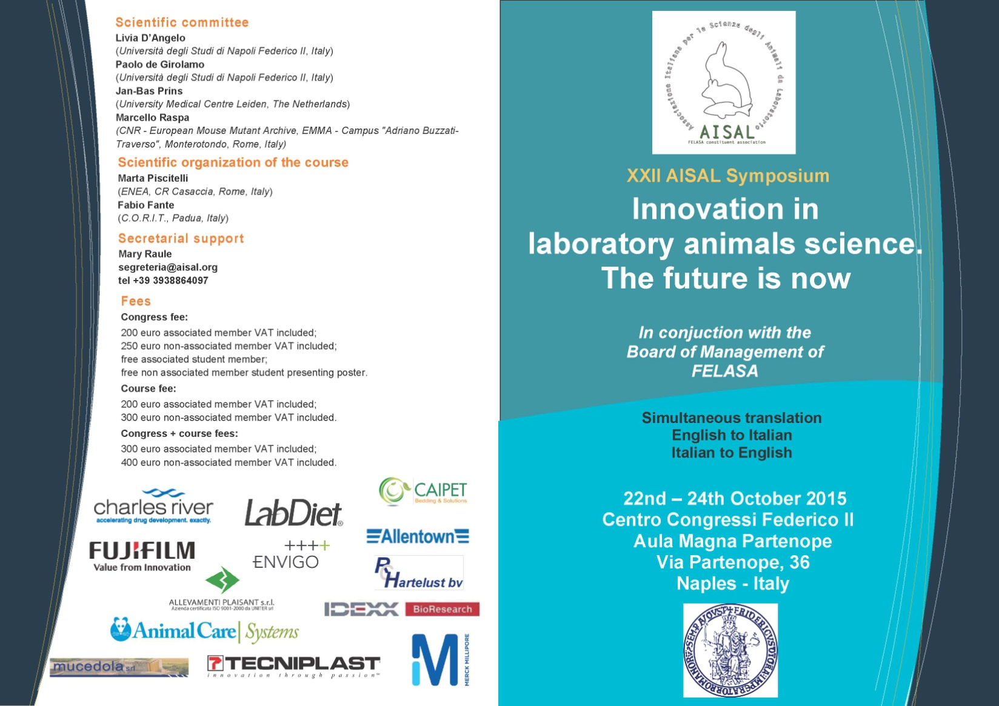 Scientific committee
Livia D'Angelo
(Università degli Studi di Napoli Federico II, Italy)
Paolo de Girolamo
(Università degli Studi di Napoli Federico II, Italy)
Jan-Bas Prins
(University Medical Centre Leiden, The Netherlands)
Marcello Raspa
(CNR - European Mouse Mutant Archive, EMMA - Campus "Adriano Buzzati-
Traverso", Monterotondo, Rome, Italy)
Scientific organization of the course
Marta Piscitelli
(ENEA, CR Casaccia, Rome, Italy)
Fabio Fante
(C.O.R.I.T., Padua, Italy)
Secretarial support
Mary Raule
segreteria@aisal.org
tel +39 3938864097
Fees
Congress fee:
200 euro associated member VAT included;
250 euro non-associated member VAT included;
free associated student member;
free non associated member student presenting poster.
Course fee:
200 euro associated member VAT included;
300 euro non-associated member VAT included.
Congress + course fees:
300 euro associated member VAT included;
400 euro non-associated member VAT included.
charles river
accelerating drug development. exactly.
LabDiet®
CAIPET
Bedding & Solutions
FUJIFILM
Value from Innovation
++++
ENVIGO
Allentown
PCHartelust bv
ALLEVAMENTI PLAISANT s.r.l.
Azienda certificata ISO 9001-2000 da UNITER srl
IDEXX BioResearch
AnimalCare|Systems
mucedola srl
TECNIPLAST
innovation through passion™
M
MERCK MILLIPORE
Associazione Italiana per le Scienze degli Animali da Laboratorio
AISAL
FELASA constituent association
XXII AISAL Symposium
Innovation in
laboratory animals science.
The future is now
In conjuction with the
Board of Management of
FELASA
Simultaneous translation
English to Italian
Italian to English
22nd – 24th October 2015
Centro Congressi Federico II
Aula Magna Partenope
Via Partenope, 36
Naples - Italy